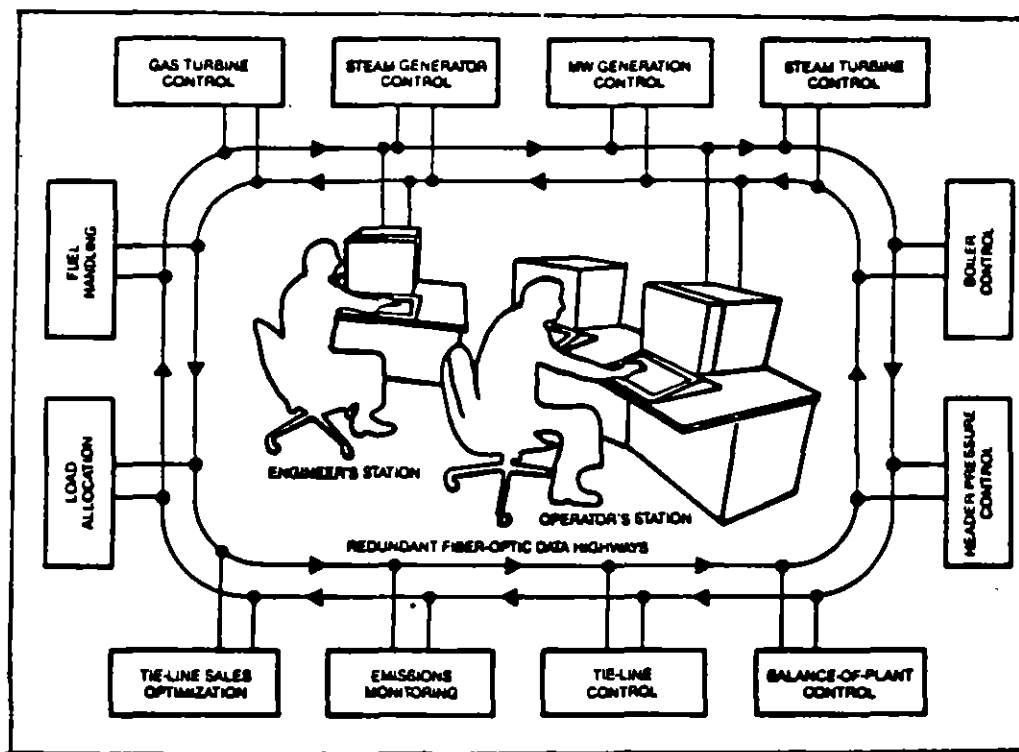 GAS TURBINE
CONTROL
STEAM GENERATOR
CONTROL
MW GENERATION
CONTROL
STEAM TURBINE
CONTROL
FUEL
HANDLING
BOILER
CONTROL
LOAD
ALLOCATION
HEADER PRESSURE
CONTROL
ENGINEER'S STATION
OPERATOR'S STATION
REDUNDANT FIBER-OPTIC DATA HIGHWAYS
TIE-LINE SALES
OPTIMIZATION
EMISSIONS
MONITORING
TIE-LINE
CONTROL
BALANCE-OF-PLANT
CONTROL